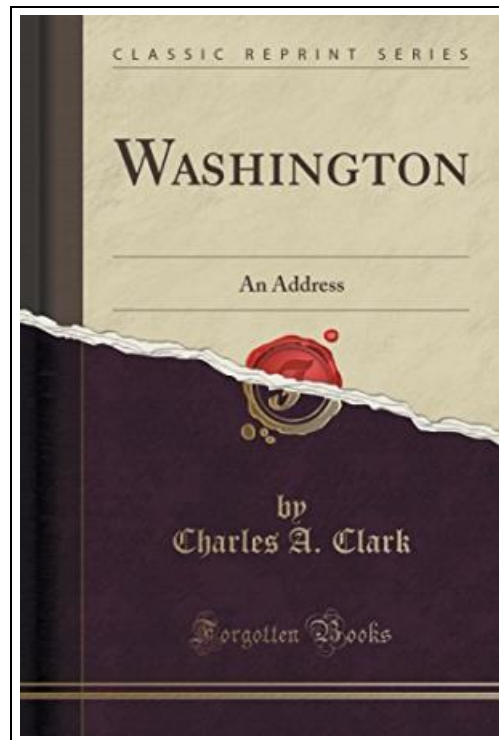 CLASSIC REPRINT SERIES
WASHINGTON
An Address
by
Charles A. Clark
Forgotten Books